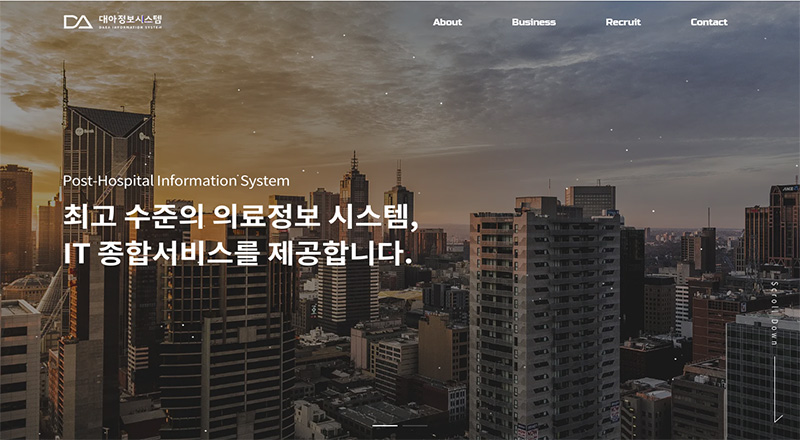 대아정보시스템
DAEA INFORMATION SYSTEM
About
Business
Recruit
Contact
Post-Hospital Information System
최고 수준의 의료정보 시스템,
IT 종합서비스를 제공합니다.
Scroll Down